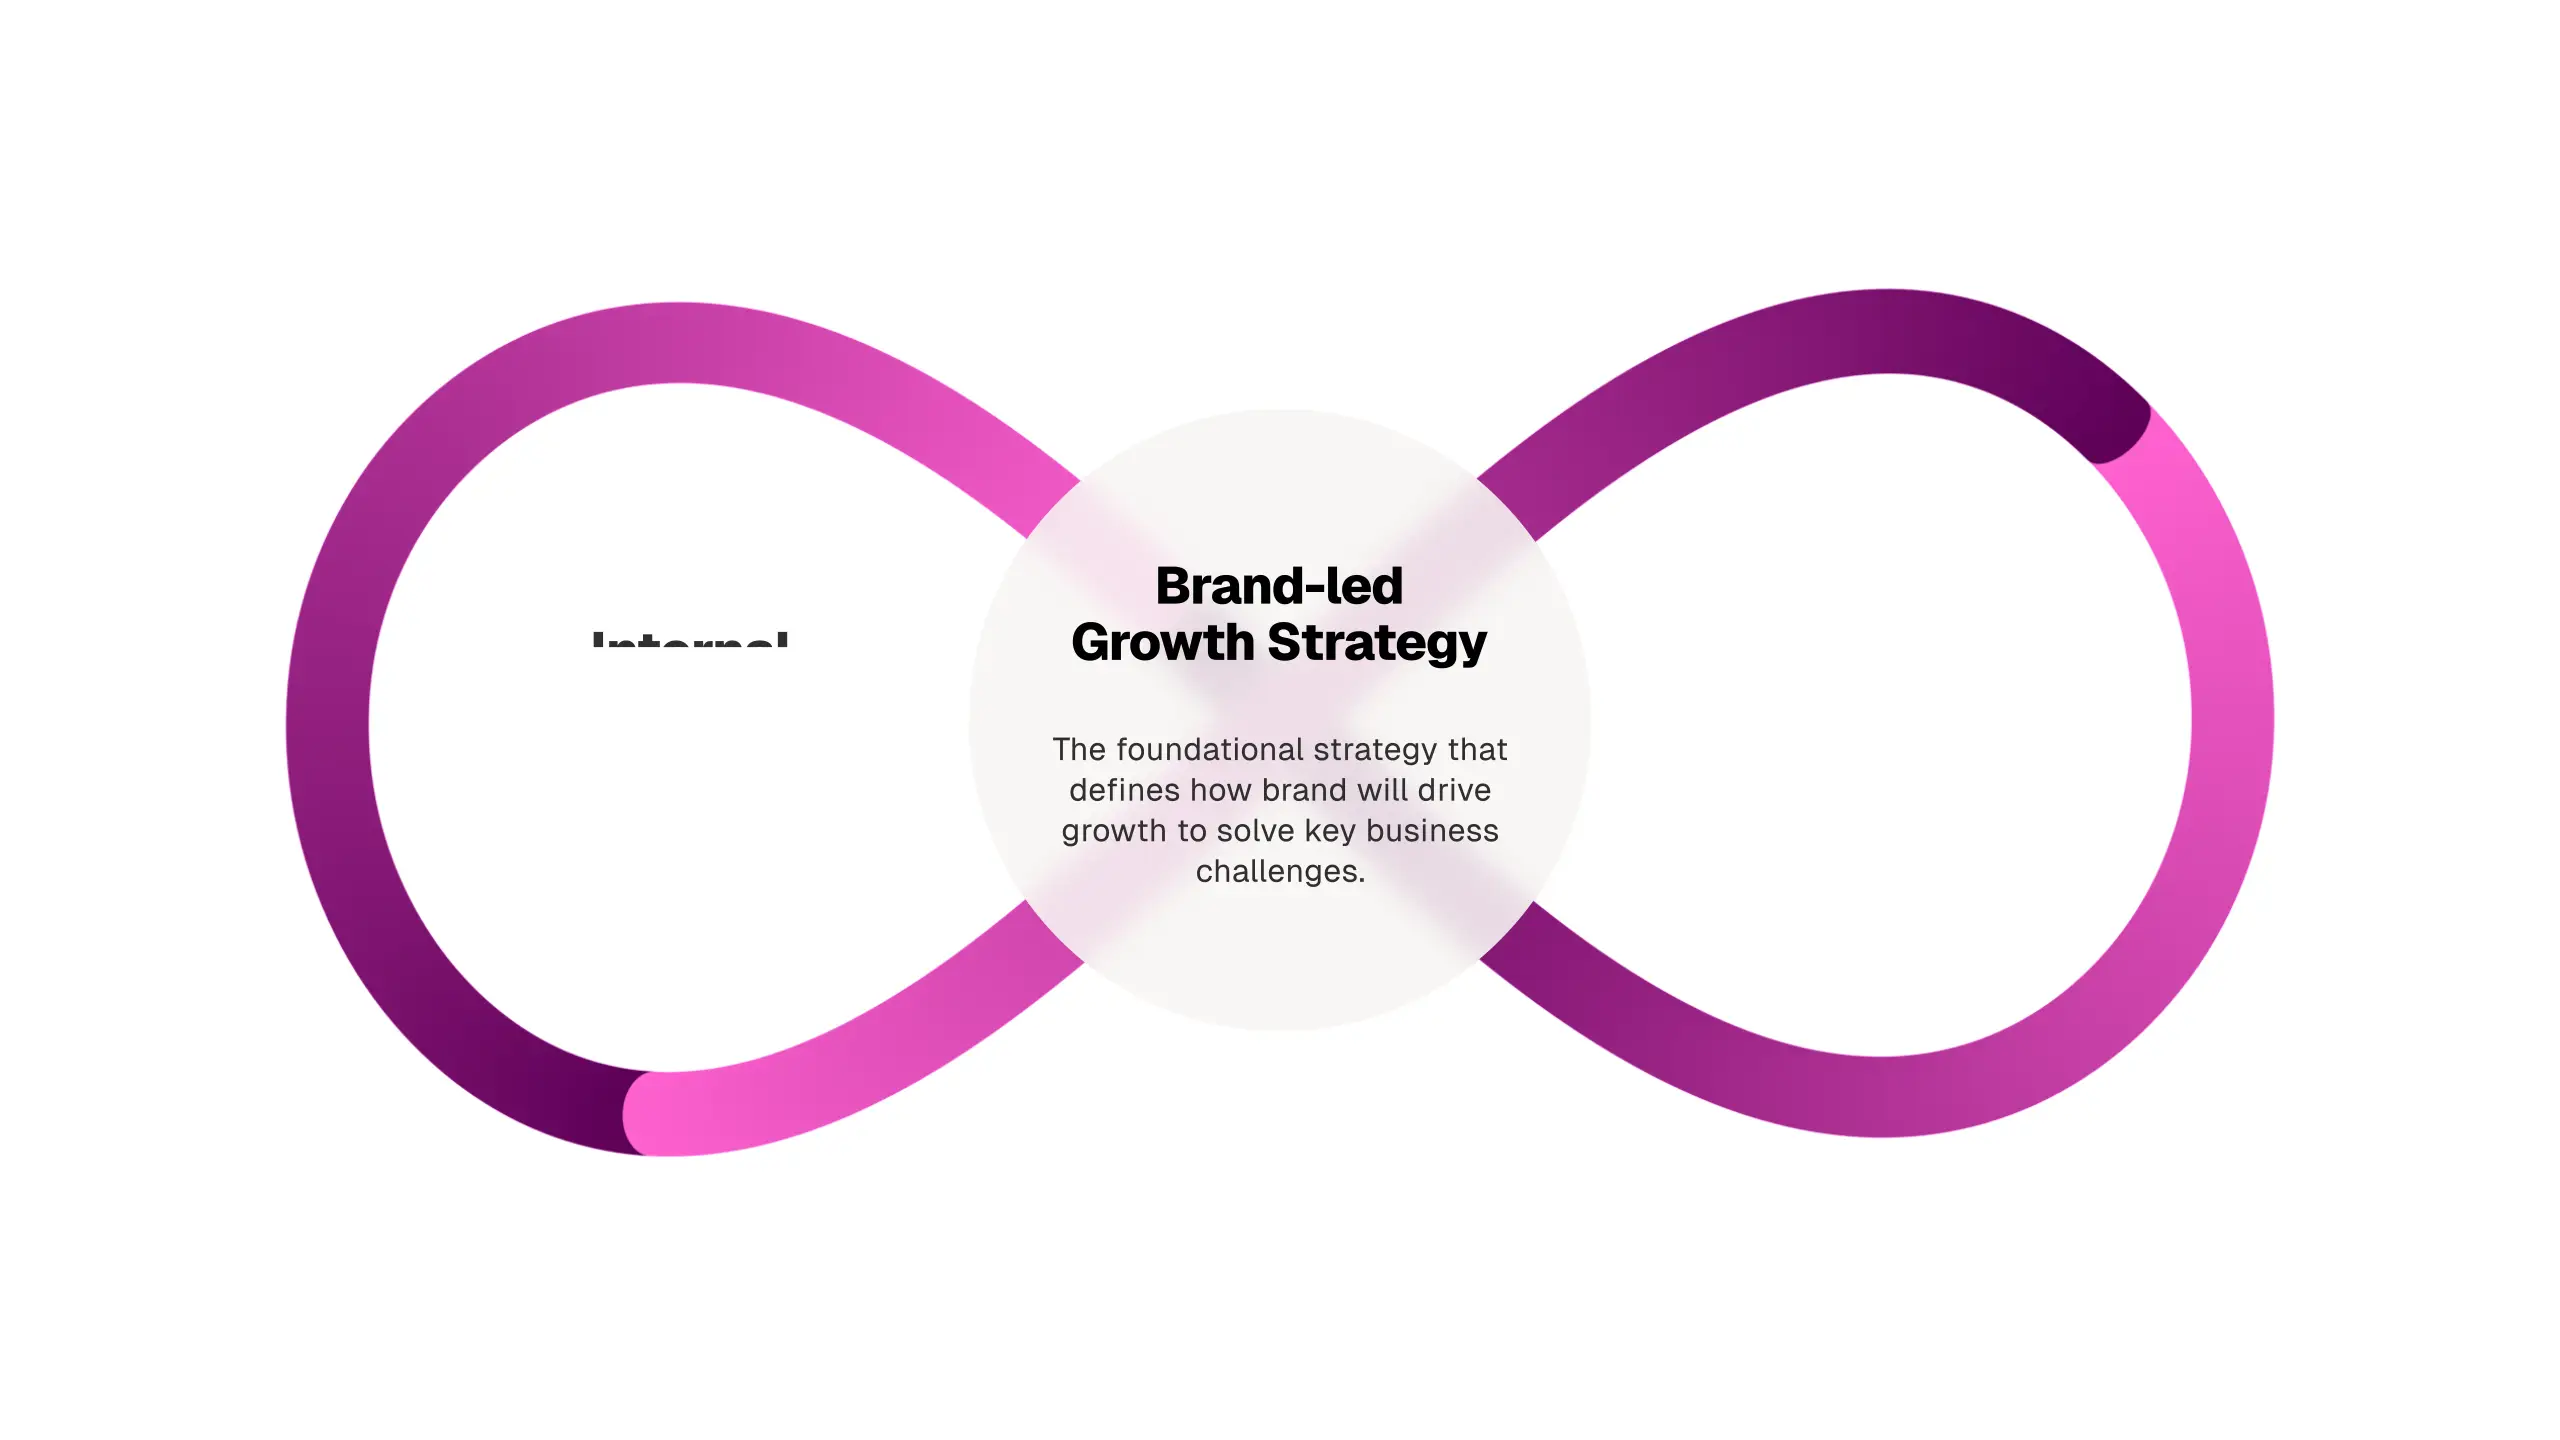 Internal
Brand-led
Growth Strategy
The foundational strategy that
defines how brand will drive
growth to solve key business
challenges.